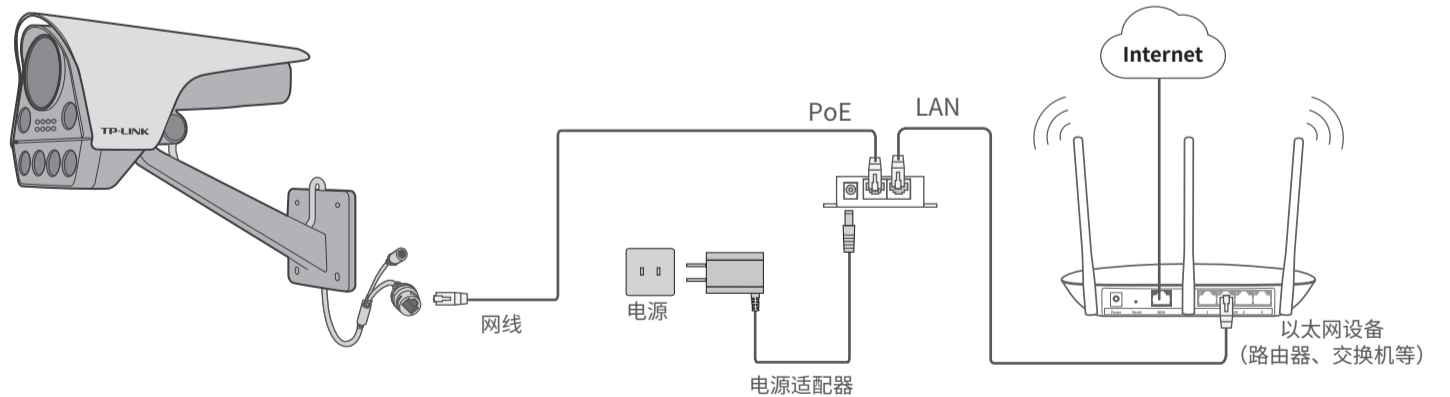 Internet
PoE
LAN
TP-LINK
网线
电源
电源适配器
以太网设备
（路由器、交换机等）